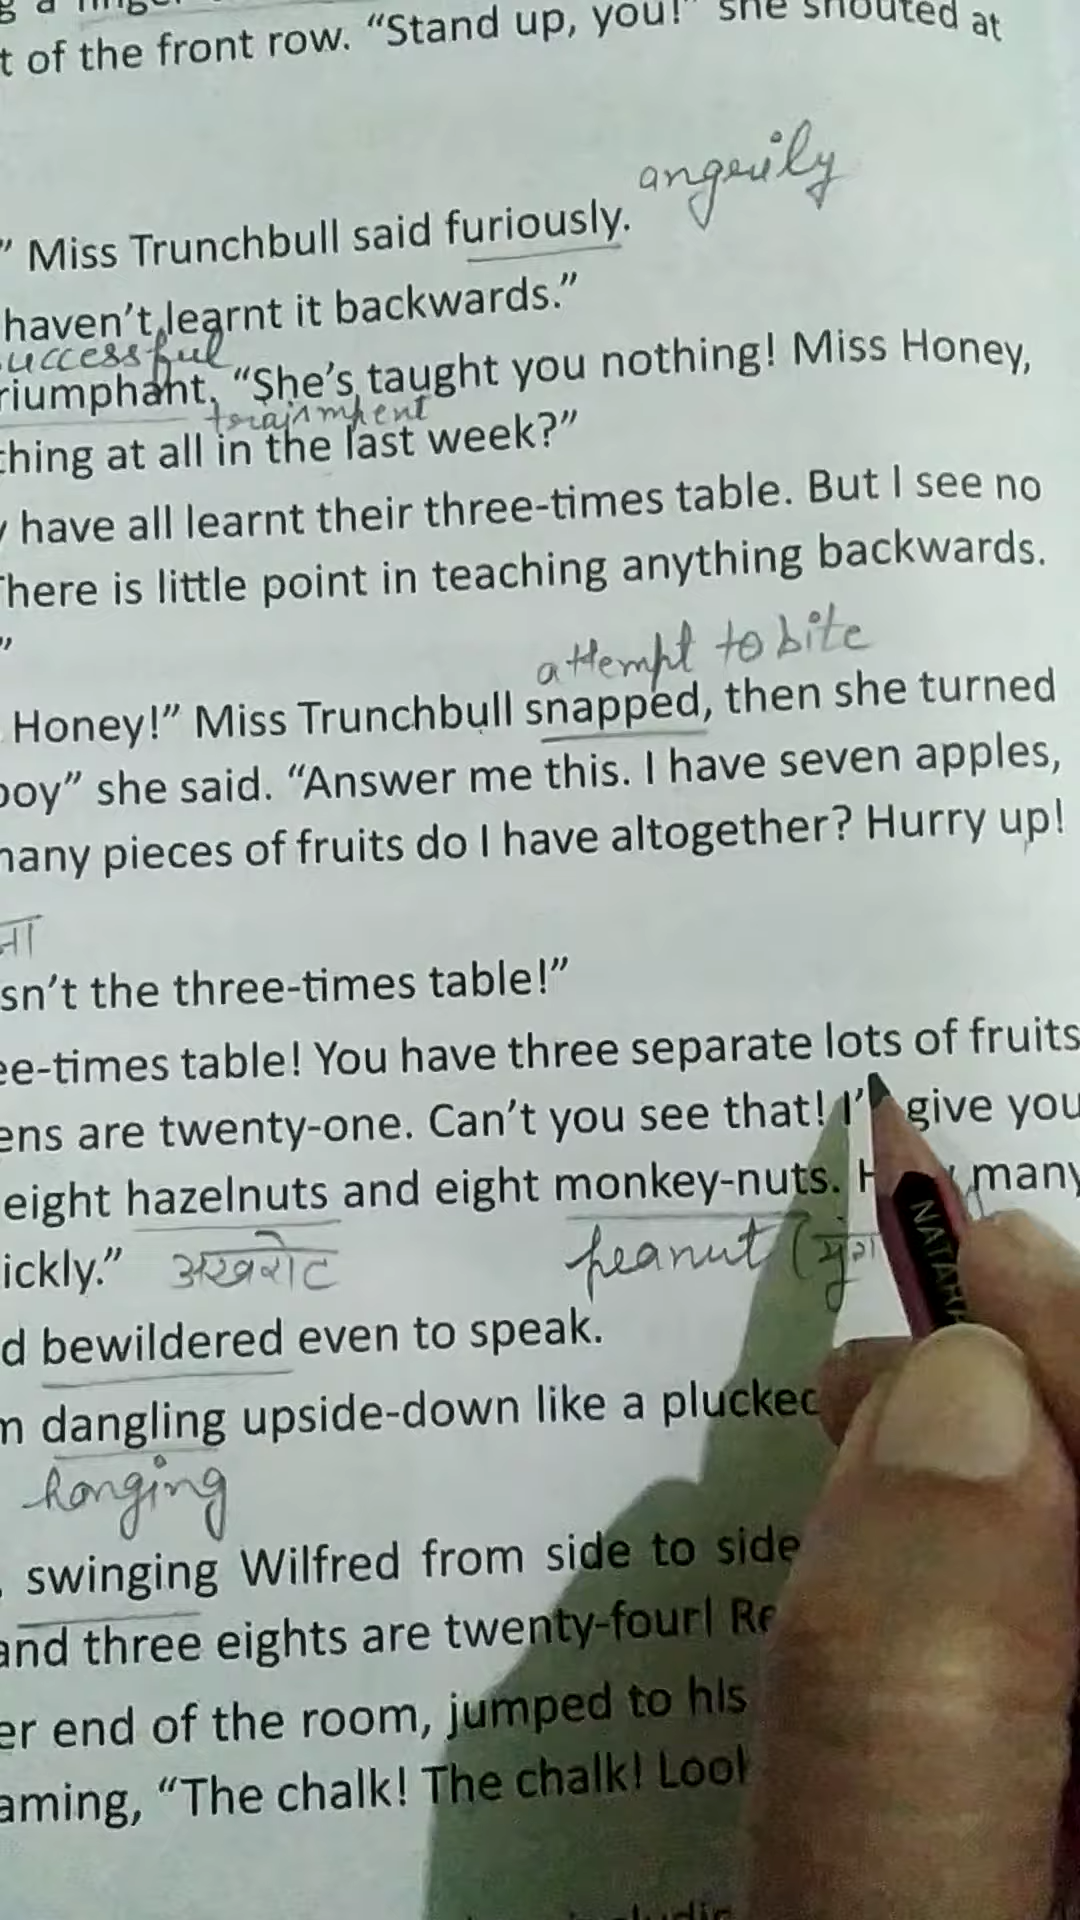 t of the front row. “Stand up, you!” she shouted at
angerily
” Miss Trunchbull said furiously.
haven’t learnt it backwards.”
successful
riumphant. “She’s taught you nothing! Miss Honey,
thing at all in the last week?”
have all learnt their three-times table. But I see no
here is little point in teaching anything backwards.
”
attempt to bite
Honey!” Miss Trunchbull snapped, then she turned
boy” she said. “Answer me this. I have seven apples,
many pieces of fruits do I have altogether? Hurry up!
ना
sn’t the three-times table!”
ee-times table! You have three separate lots of fruits
ens are twenty-one. Can’t you see that! I’ give you
eight hazelnuts and eight monkey-nuts. H many
ickly.” अखरोट peanut (मूंग
d bewildered even to speak.
m dangling upside-down like a plucked
hanging
swinging Wilfred from side to side
and three eights are twenty-four! Re
er end of the room, jumped to his
aming, “The chalk! The chalk! Look